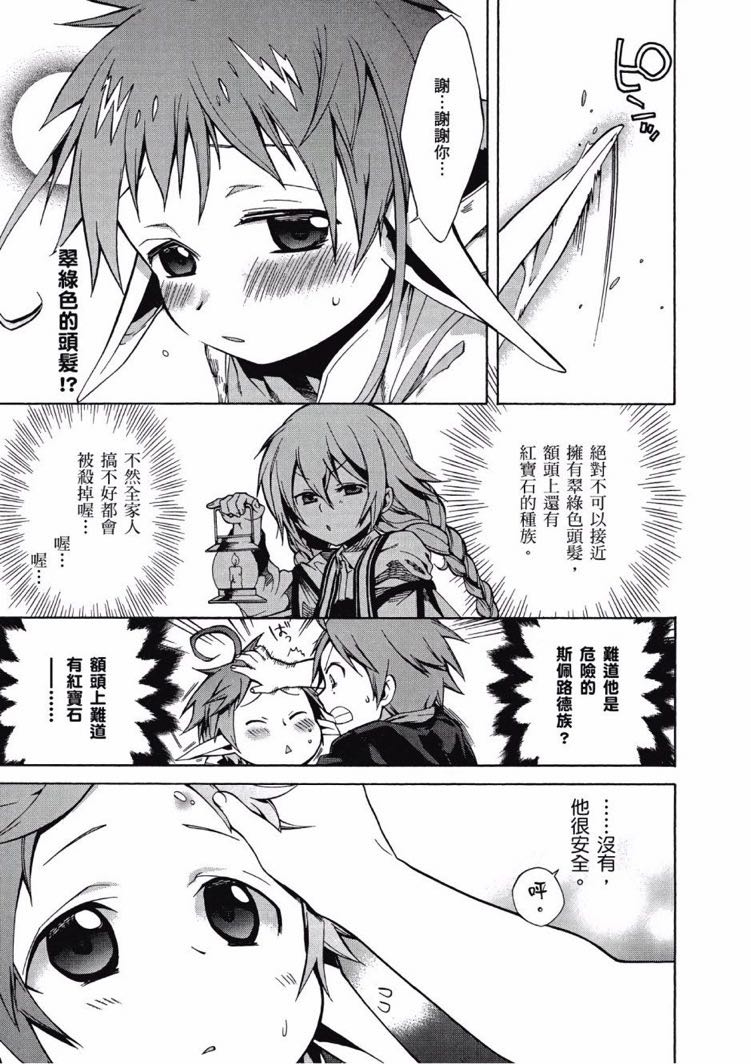 謝…謝謝你…
翠綠色的頭髮!?
絕對不可以接近
擁有翠綠色頭髮，
額頭上還有
紅寶石的種族。
不然全家人
搞不好都會
被殺掉喔…
喔…
喔…
難道他是
危險的
斯佩路德族？
ばっ
額頭上難道
有紅寶石
————……
……沒有，
他很安全。
呼。